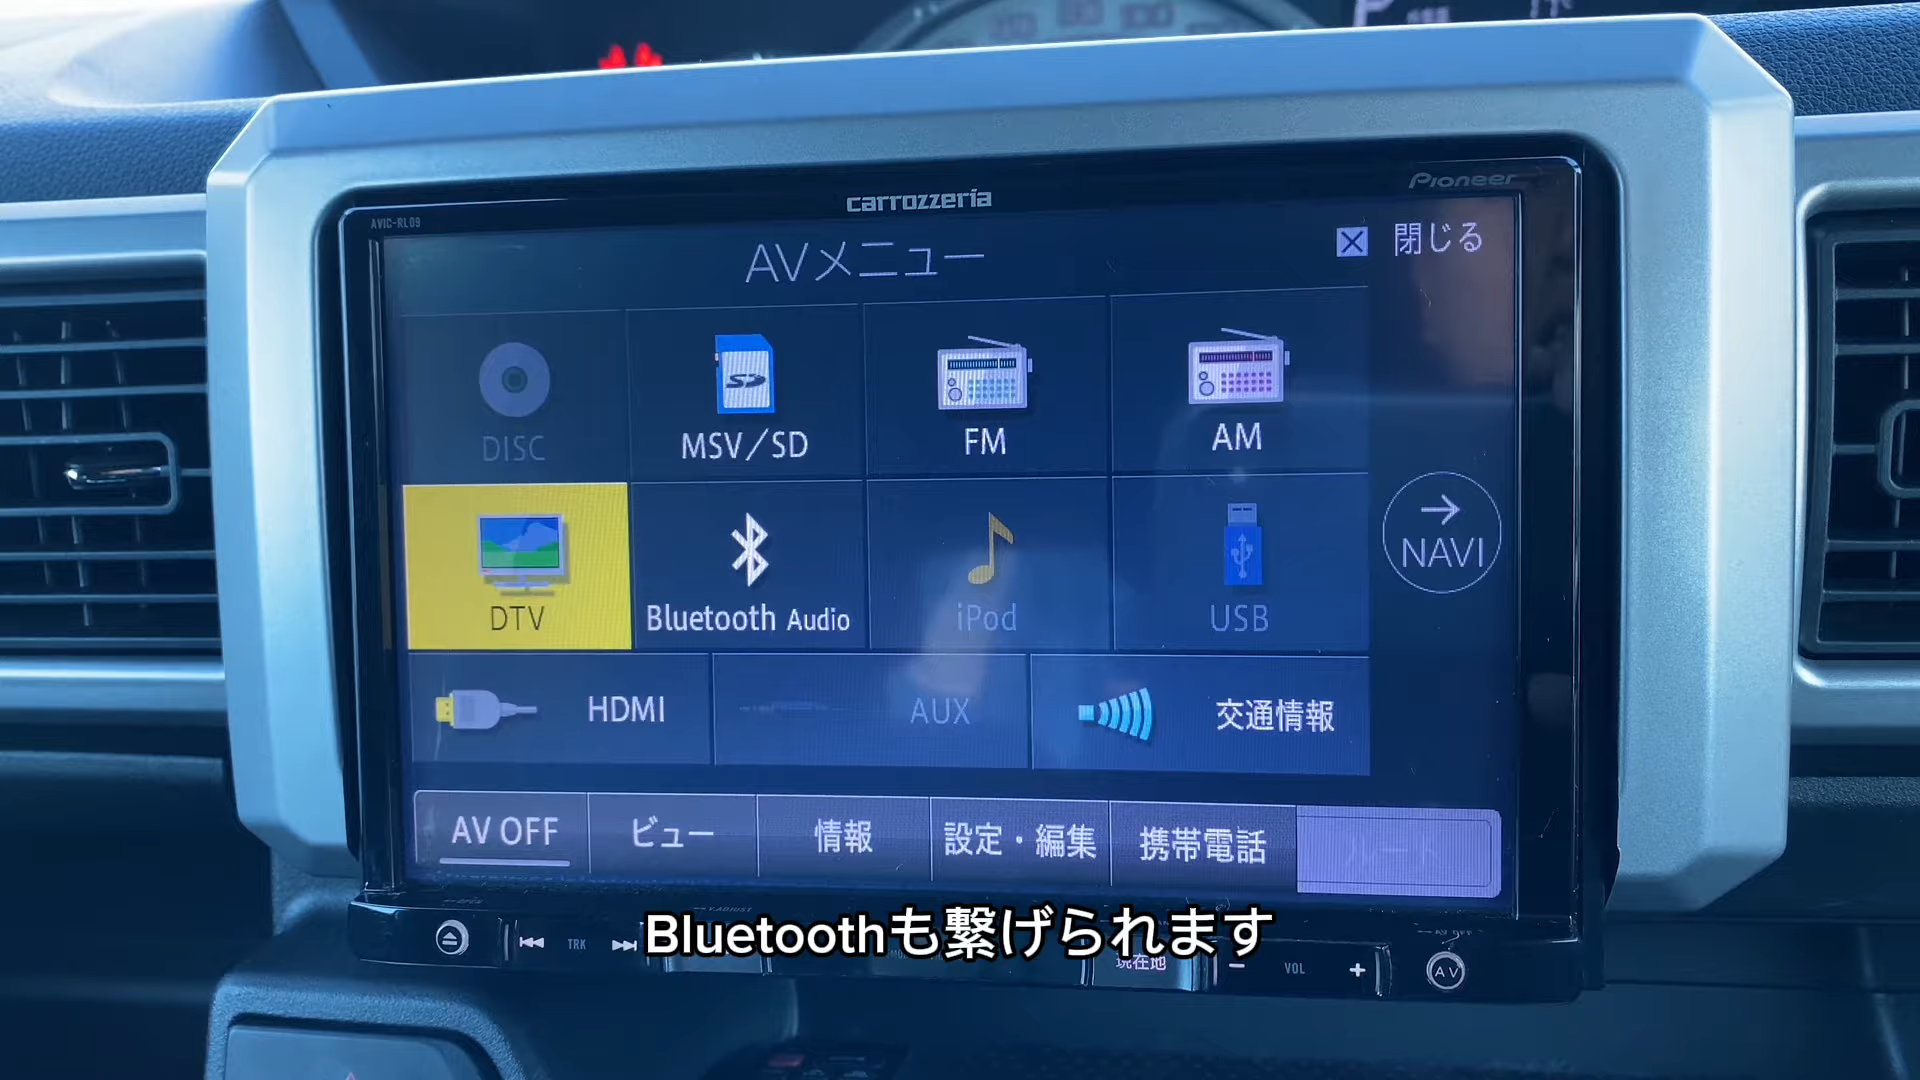 carrozzeria
Pioneer
AVIC-RL09
AVメニュー
閉じる
DISC
MSV/SD
FM
AM
DTV
Bluetooth Audio
iPod
USB
NAVI
HDMI
AUX
交通情報
AV OFF
ビュー
情報
設定・編集
携帯電話
ルート
Bluetoothも繋げられます
TRK
現在地
VOL
AV